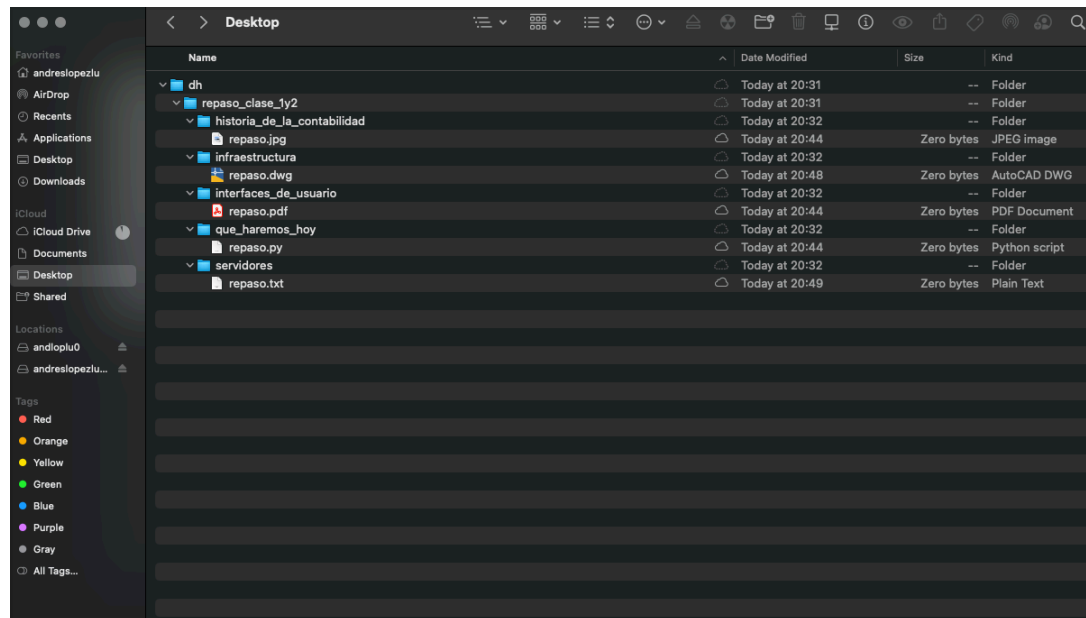 Desktop
Favorites
andreslopezlu
AirDrop
Recents
Applications
Desktop
Downloads
iCloud
iCloud Drive
Documents
Desktop
Shared
Locations
andloplu0
andreslopezlu...
Tags
Red
Orange
Yellow
Green
Blue
Purple
Gray
All Tags...
Name Date Modified Size Kind
dh Today at 20:31 -- Folder
repaso_clase_1y2 Today at 20:31 -- Folder
historia_de_la_contabilidad Today at 20:32 -- Folder
repaso.jpg Today at 20:44 Zero bytes JPEG image
infraestructura Today at 20:32 -- Folder
repaso.dwg Today at 20:48 Zero bytes AutoCAD DWG
interfaces_de_usuario Today at 20:32 -- Folder
repaso.pdf Today at 20:44 Zero bytes PDF Document
que_haremos_hoy Today at 20:32 -- Folder
repaso.py Today at 20:44 Zero bytes Python script
servidores Today at 20:32 -- Folder
repaso.txt Today at 20:49 Zero bytes Plain Text